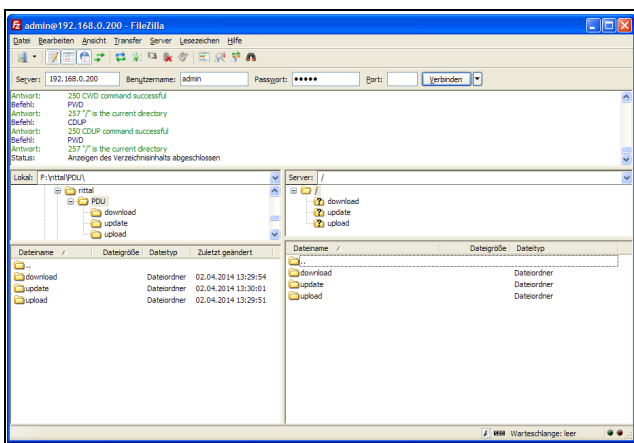 admin@192.168.0.200 - FileZilla
Datei Bearbeiten Ansicht Transfer Server Lesezeichen Hilfe
Server: 192.168.0.200 Benutzername: admin Passwort: ●●●●● Port: Verbinden
Antwort: 250 CWD command successful
Befehl: PWD
Antwort: 257 "/" is the current directory
Befehl: CDUP
Antwort: 250 CDUP command successful
Befehl: PWD
Antwort: 257 "/" is the current directory
Status: Anzeigen des Verzeichnisinhalts abgeschlossen
Lokal: F:\rittal\PDU\
rittal
PDU
download
update
upload
Server: /
/
download
update
upload
Dateiname / Dateigröße Dateityp Zuletzt geändert
..
download Dateiordner 02.04.2014 13:29:54
update Dateiordner 02.04.2014 13:30:01
upload Dateiordner 02.04.2014 13:29:51
Dateiname / Dateigröße Dateityp
..
download Dateiordner
update Dateiordner
upload Dateiordner
Warteschlange: leer